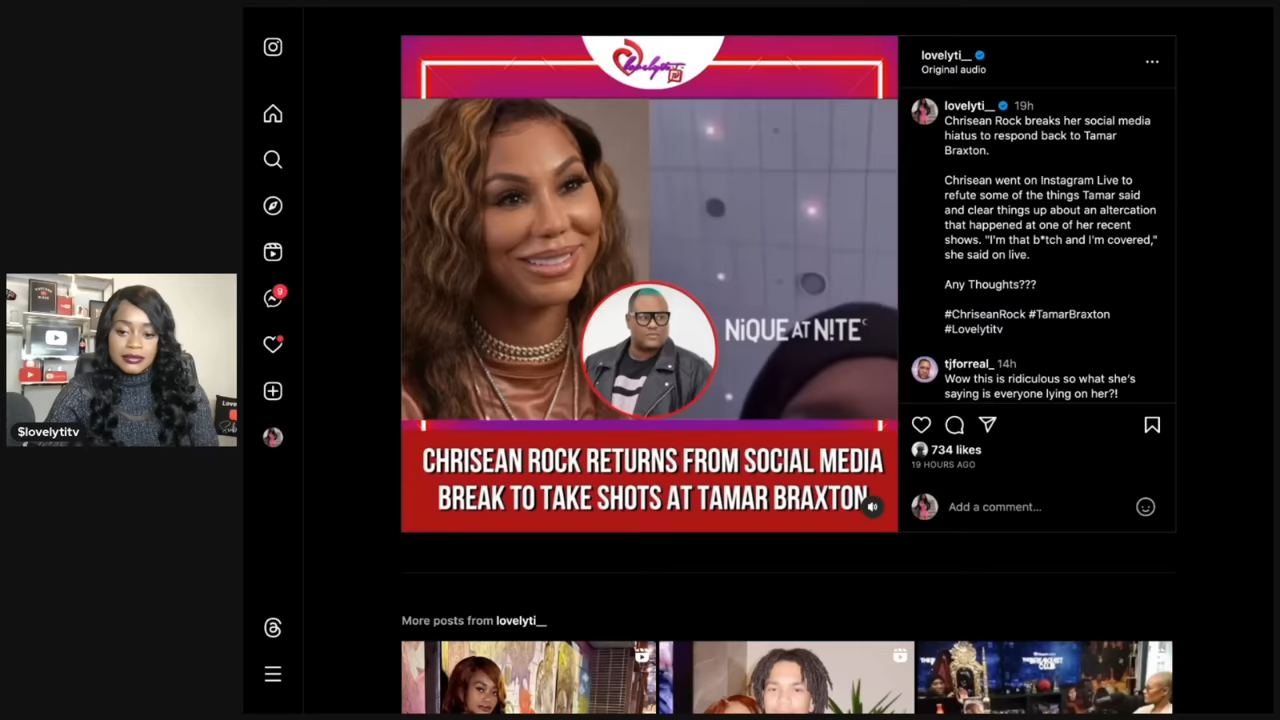 lovelytv
NiQUE AT NiTE
CHRISEAN ROCK RETURNS FROM SOCIAL MEDIA
BREAK TO TAKE SHOTS AT TAMAR BRAXTON
lovelyti__
Original audio
lovelyti__ 19h
Chrisean Rock breaks her social media
hiatus to respond back to Tamar
Braxton.
Chrisean went on Instagram Live to
refute some of the things Tamar said
and clear things up about an altercation
that happened at one of her recent
shows. "I'm that b*tch and I'm covered,"
she said on live.
Any Thoughts???
#ChriseanRock #TamarBraxton
#Lovelytitv
tjforreal_ 14h
Wow this is ridiculous so what she's
saying is everyone lying on her?!
734 likes
19 HOURS AGO
Add a comment...
9
$lovelytitv
More posts from lovelyti__